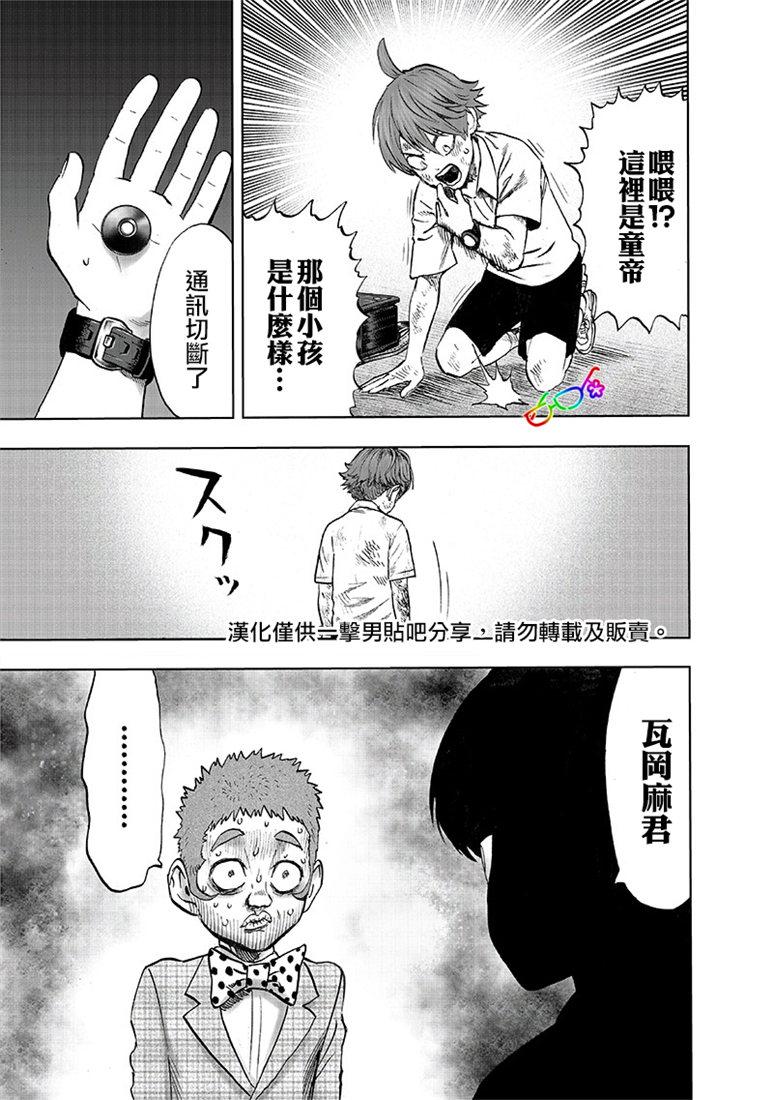 喂喂!?
這裡是童帝
那個小孩
是什麼樣…
通訊切斷了
スクッ
漢化僅供一擊男貼吧分享，請勿轉載及販賣。
瓦岡麻君
………